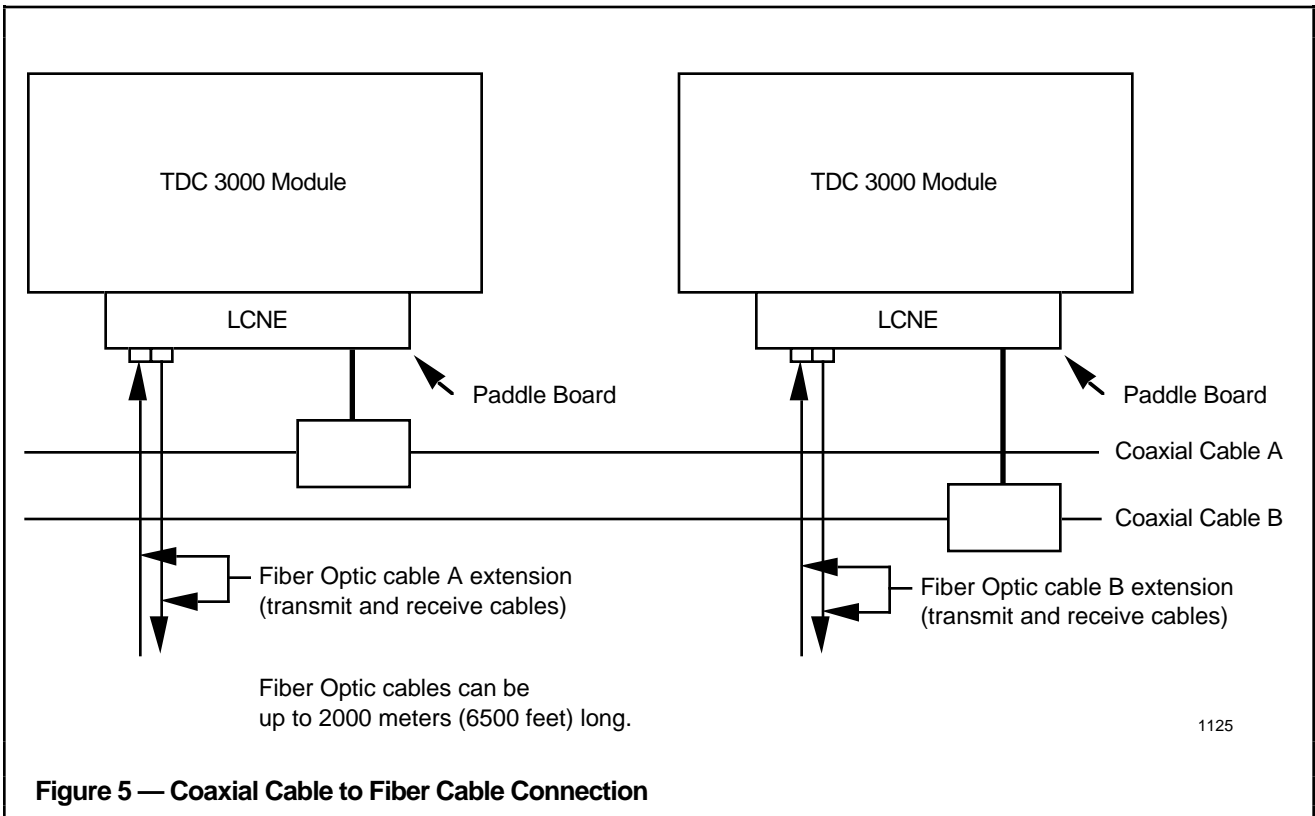 TDC 3000 Module
TDC 3000 Module
LCNE
LCNE
Paddle Board
Paddle Board
Coaxial Cable A
Coaxial Cable B
Fiber Optic cable A extension
(transmit and receive cables)
Fiber Optic cable B extension
(transmit and receive cables)
Fiber Optic cables can be
up to 2000 meters (6500 feet) long.
1125
Figure 5 — Coaxial Cable to Fiber Cable Connection